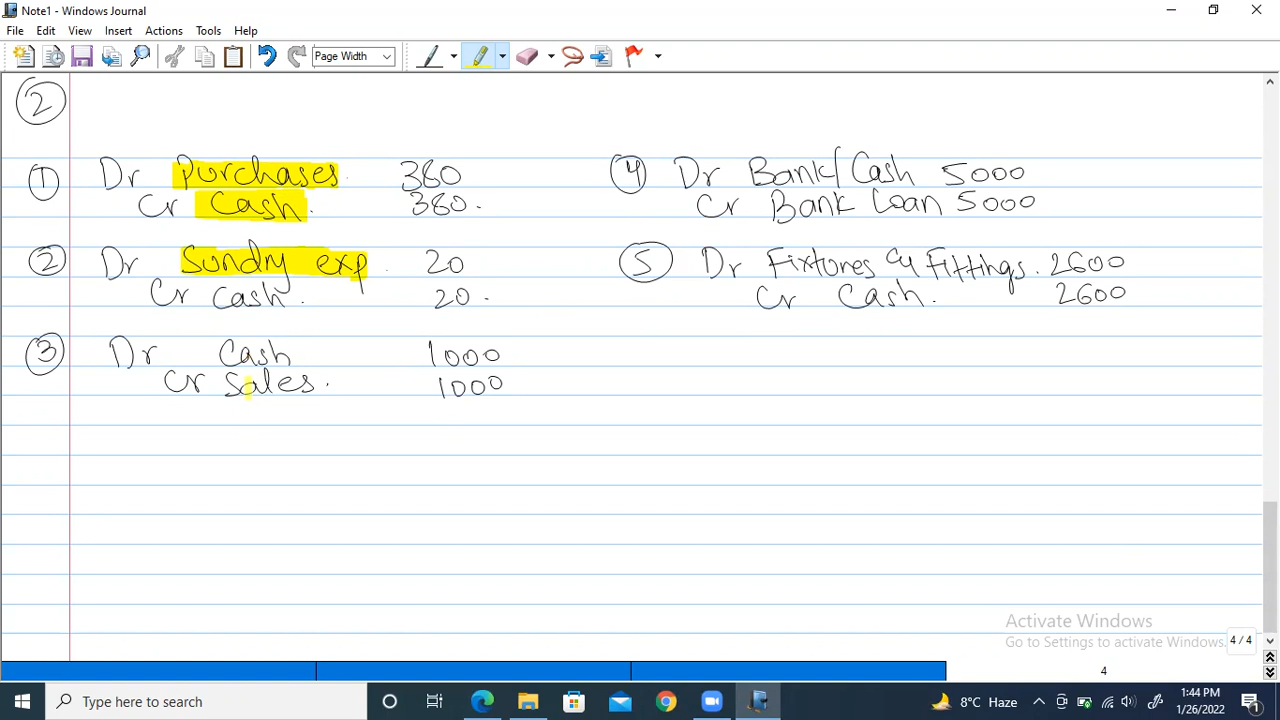 Note1 - Windows Journal
File Edit View Insert Actions Tools Help
Page Width
2
1 Dr Purchases 380
Cr Cash. 380.
2 Dr Sundry exp. 20
Cr Cash. 20.
3 Dr Cash 1000
Cr Sales. 1000
4 Dr Bank/Cash 5000
Cr Bank Loan 5000
5 Dr Fixtures & Fittings. 2600
Cr Cash. 2600
Activate Windows
Go to Settings to activate Windows.
4 / 4
4
Type here to search
8°C Haze
1:44 PM
1/26/2022
1